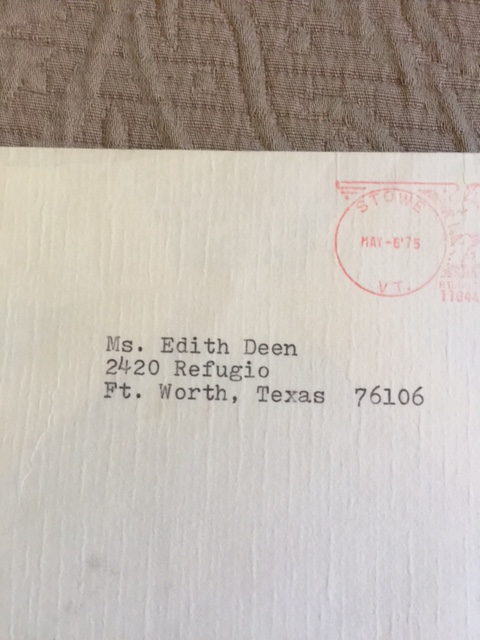 STOWE
MAY-6'75
VT.
Ms. Edith Deen
2420 Refugio
Ft. Worth, Texas 76106